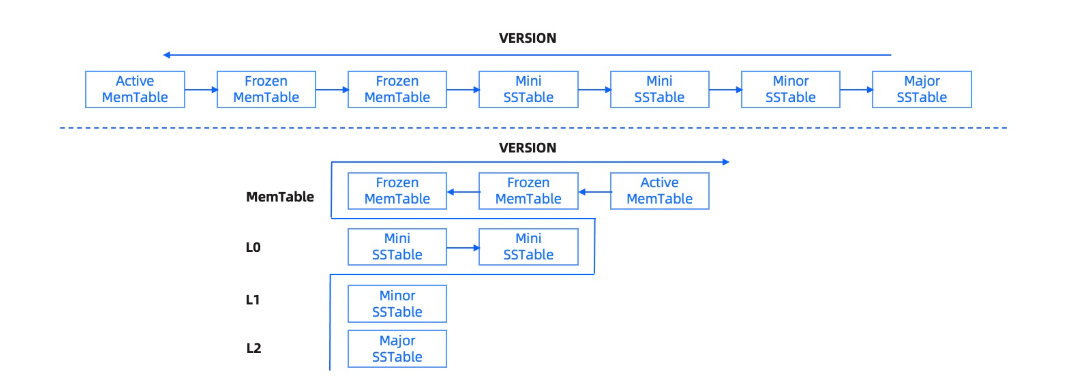 VERSION
Active
MemTable
Frozen
MemTable
Frozen
MemTable
Mini
SSTable
Mini
SSTable
Minor
SSTable
Major
SSTable
VERSION
MemTable
Frozen
MemTable
Frozen
MemTable
Active
MemTable
L0
Mini
SSTable
Mini
SSTable
L1
Minor
SSTable
L2
Major
SSTable